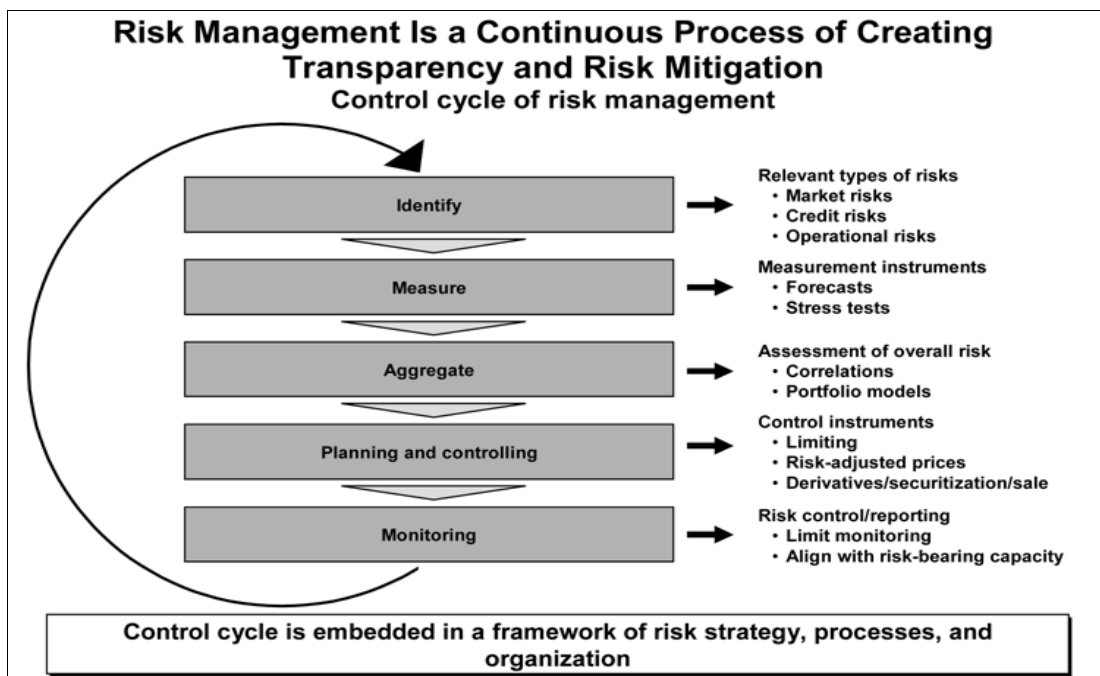 Risk Management Is a Continuous Process of Creating
Transparency and Risk Mitigation
Control cycle of risk management
Identify
Relevant types of risks
• Market risks
• Credit risks
• Operational risks
Measure
Measurement instruments
• Forecasts
• Stress tests
Aggregate
Assessment of overall risk
• Correlations
• Portfolio models
Planning and controlling
Control instruments
• Limiting
• Risk-adjusted prices
• Derivatives/securitization/sale
Monitoring
Risk control/reporting
• Limit monitoring
• Align with risk-bearing capacity
Control cycle is embedded in a framework of risk strategy, processes, and
organization